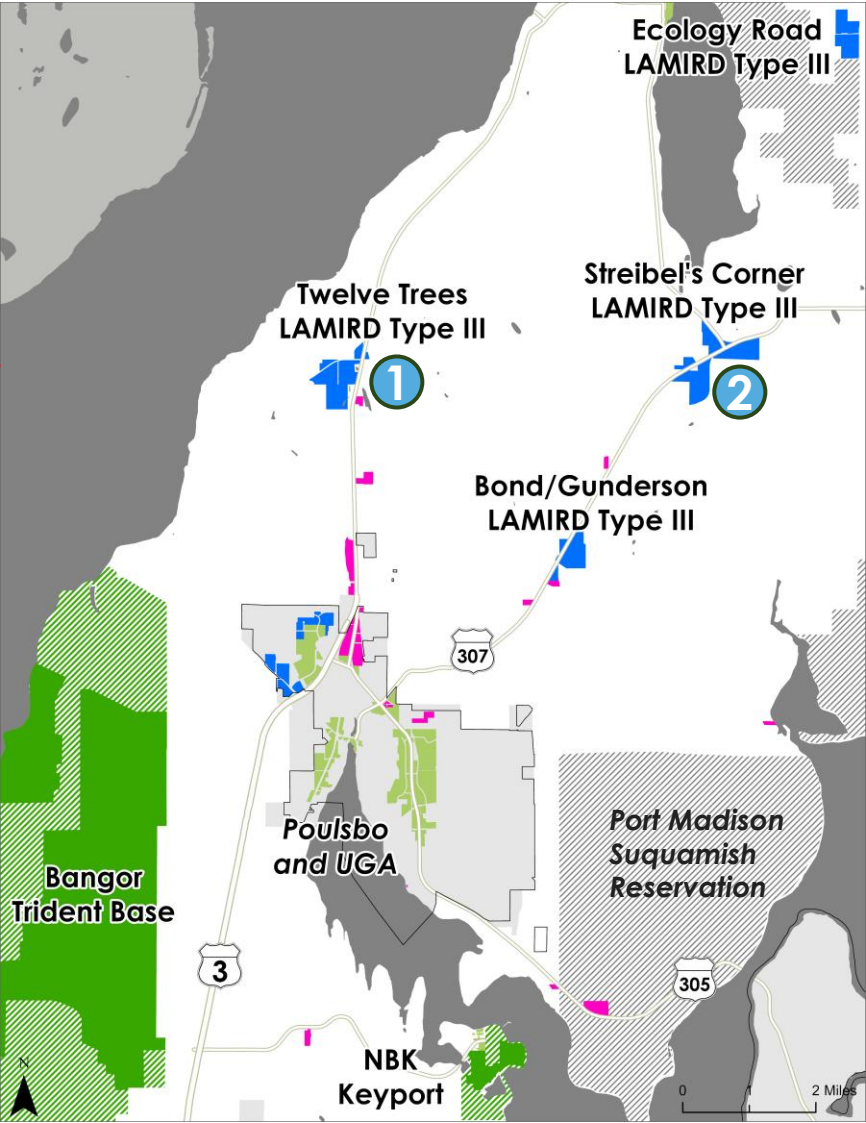 Ecology Road
LAMIRD Type III
Streibel's Corner
LAMIRD Type III
Twelve Trees
LAMIRD Type III
1
2
Bond/Gunderson
LAMIRD Type III
307
Poulsbo
and UGA
Port Madison
Suquamish
Reservation
Bangor
Trident Base
3
305
NBK
Keyport
N
0 1 2 Miles